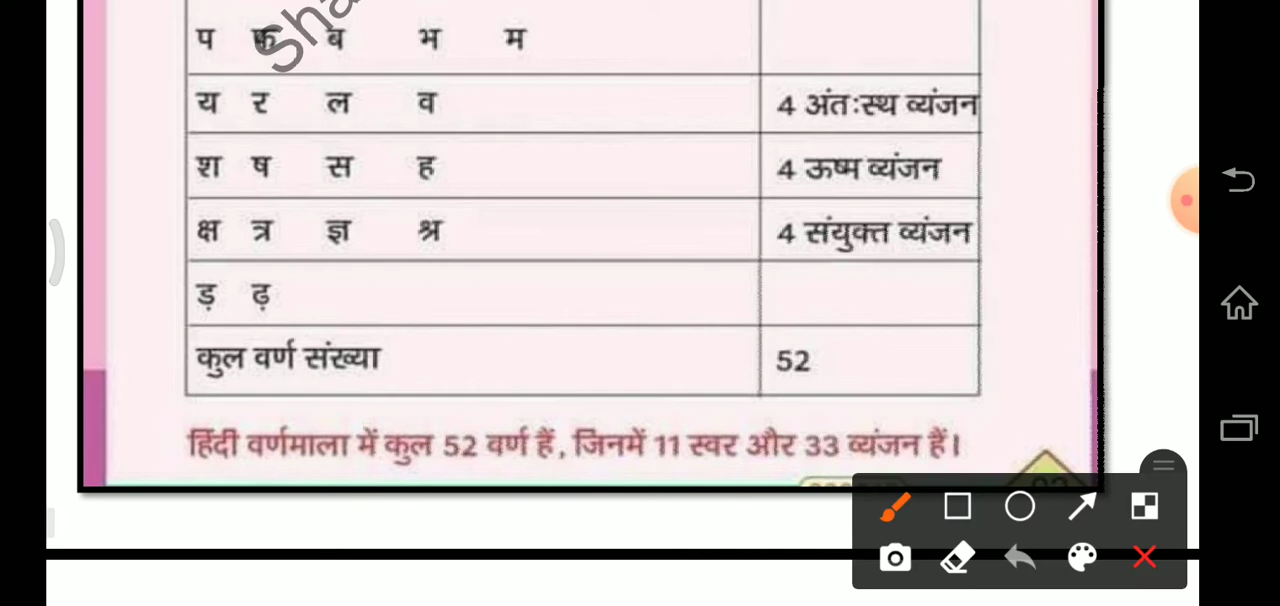 प फ ब भ म
य र ल व 4 अंतःस्थ व्यंजन
श ष स ह 4 ऊष्म व्यंजन
क्ष त्र ज्ञ श्र 4 संयुक्त व्यंजन
ड़ ढ़
कुल वर्ण संख्या 52
हिंदी वर्णमाला में कुल 52 वर्ण हैं, जिनमें 11 स्वर और 33 व्यंजन हैं।